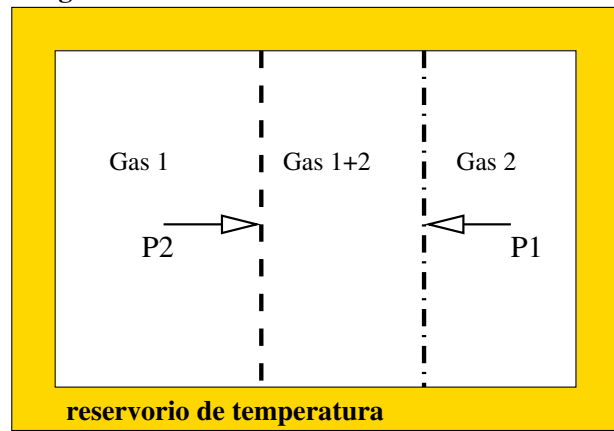 Gas 1
Gas 1+2
Gas 2
P2
P1
reservorio de temperatura